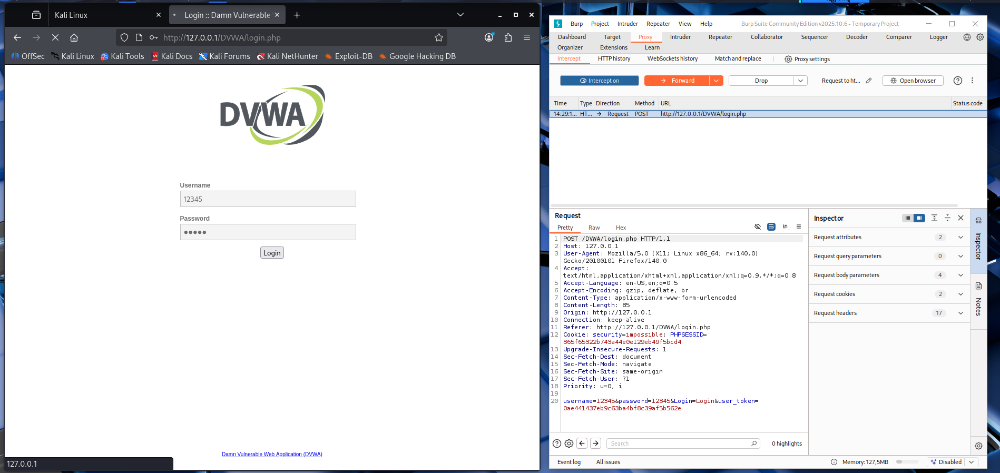 Kali Linux
Login :: Damn Vulnerable
http://127.0.0.1/DVWA/login.php
OffSec Kali Linux Kali Tools Kali Docs Kali Forums Kali NetHunter Exploit-DB Google Hacking DB
DVWA
Username
12345
Password
Login
Damn Vulnerable Web Application (DVWA)
127.0.0.1
Burp Project Intruder Repeater View Help Burp Suite Community Edition v2025.10.6 - Temporary Project
Dashboard Target Proxy Intruder Repeater Collaborator Sequencer Decoder Comparer Logger
Organizer Extensions Learn
Intercept HTTP history WebSockets history Match and replace Proxy settings
Intercept on Forward Drop Request to ht... Open browser
Time Type Direction Method URL Status code
14:29:1... HT... Request POST http://127.0.0.1/DVWA/login.php
Request
Pretty Raw Hex \n
1 POST /DVWA/login.php HTTP/1.1
2 Host: 127.0.0.1
3 User-Agent: Mozilla/5.0 (X11; Linux x86_64; rv:140.0)
Gecko/20100101 Firefox/140.0
4 Accept:
text/html,application/xhtml+xml,application/xml;q=0.9,*/*;q=0.8
5 Accept-Language: en-US,en;q=0.5
6 Accept-Encoding: gzip, deflate, br
7 Content-Type: application/x-www-form-urlencoded
8 Content-Length: 85
9 Origin: http://127.0.0.1
10 Connection: keep-alive
11 Referer: http://127.0.0.1/DVWA/login.php
12 Cookie: security=impossible; PHPSESSID=
365f65322b743a44e0e129eb49f5bcd4
13 Upgrade-Insecure-Requests: 1
14 Sec-Fetch-Dest: document
15 Sec-Fetch-Mode: navigate
16 Sec-Fetch-Site: same-origin
17 Sec-Fetch-User: ?1
18 Priority: u=0, i
19
20 username=12345&password=12345&Login=Login&user_token=
0ae441437eb9c63ba4bf8c39af5b562e
Search
0 highlights
Inspector
Request attributes 2
Request query parameters 0
Request body parameters 4
Request cookies 2
Request headers 17
Inspector
Notes
Event log All issues Memory: 127,5MB Disabled